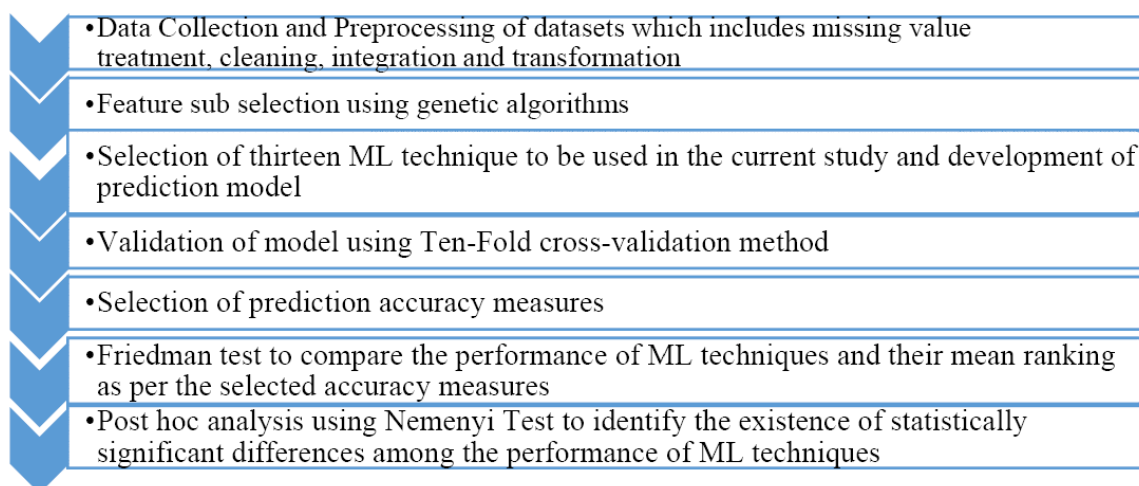 •Data Collection and Preprocessing of datasets which includes missing value
treatment, cleaning, integration and transformation
•Feature sub selection using genetic algorithms
•Selection of thirteen ML technique to be used in the current study and development of
prediction model
•Validation of model using Ten-Fold cross-validation method
•Selection of prediction accuracy measures
•Friedman test to compare the performance of ML techniques and their mean ranking
as per the selected accuracy measures
•Post hoc analysis using Nemenyi Test to identify the existence of statistically
significant differences among the performance of ML techniques